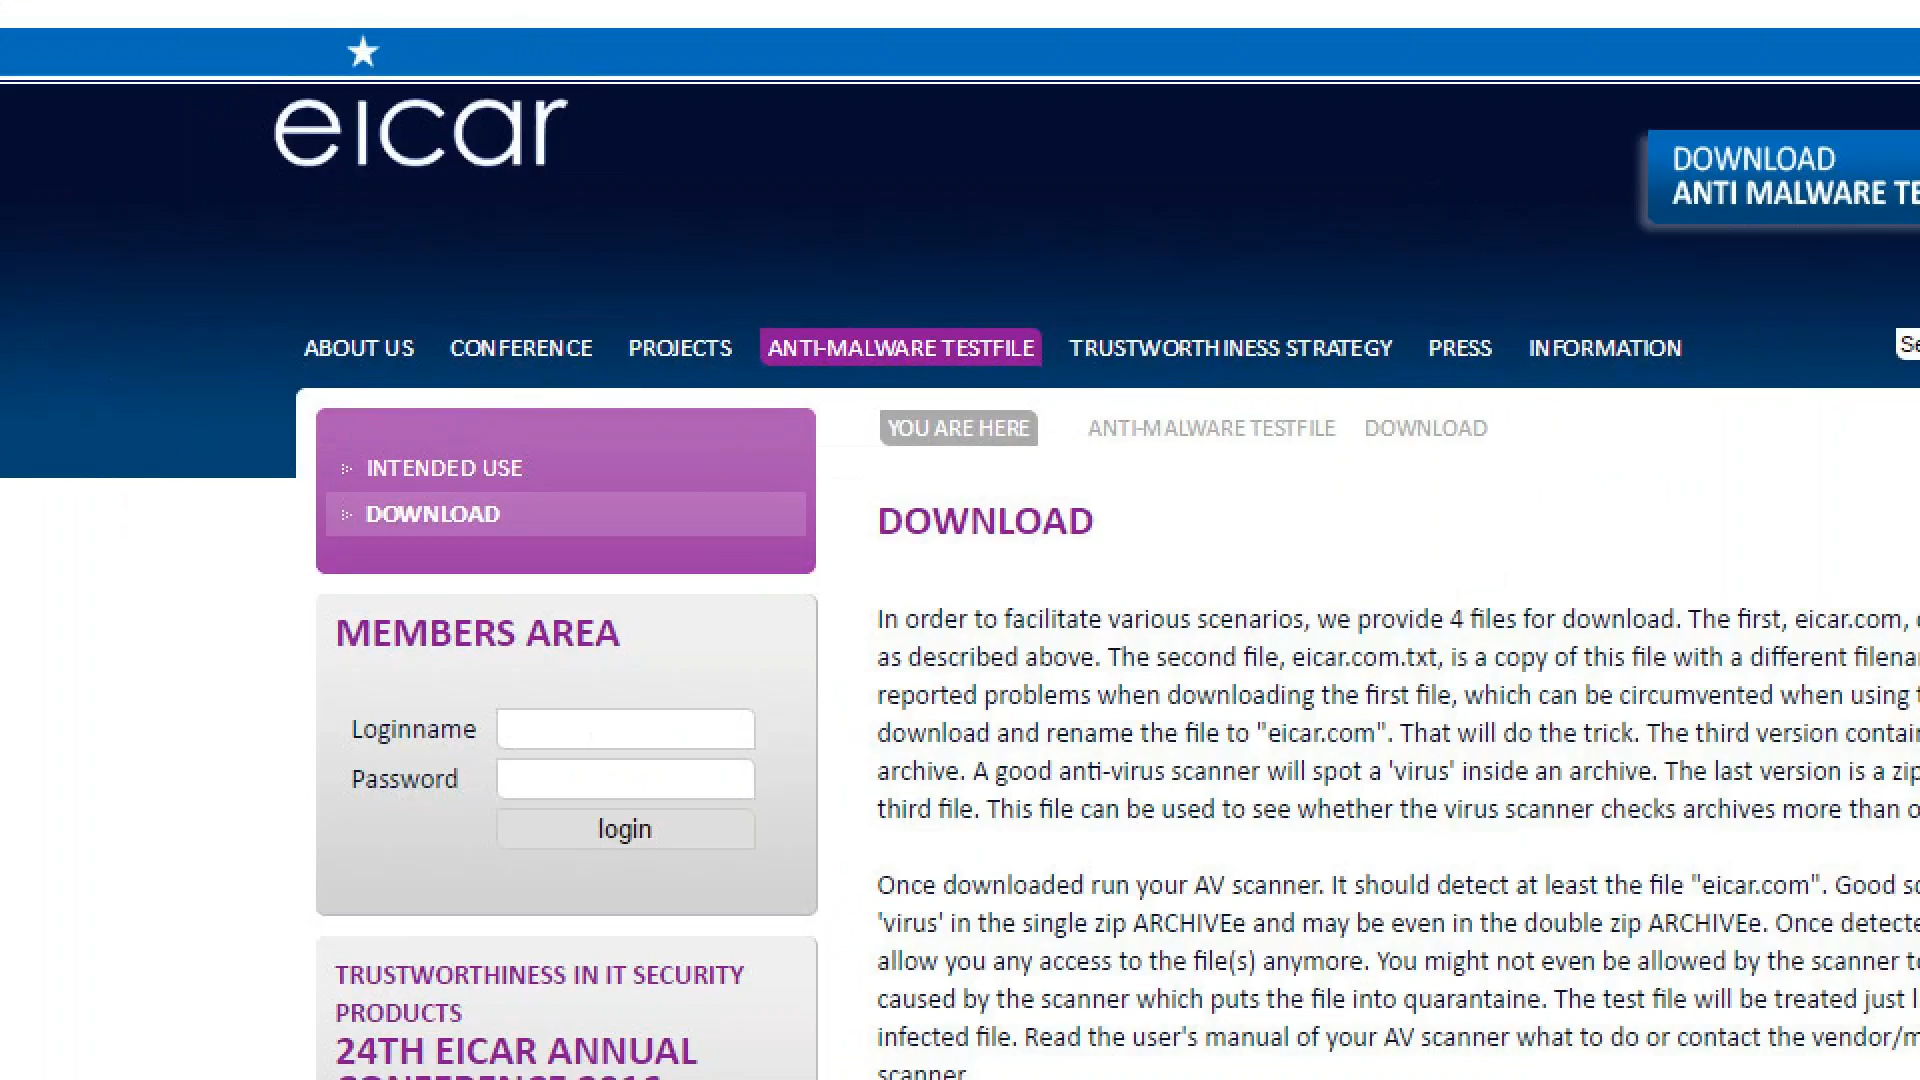 eicar
DOWNLOAD
ANTI MALWARE
ABOUT US CONFERENCE PROJECTS ANTI-MALWARE TESTFILE TRUSTWORTHINESS STRATEGY PRESS INFORMATION
YOU ARE HERE ANTI-MALWARE TESTFILE DOWNLOAD
INTENDED USE
DOWNLOAD
MEMBERS AREA
Loginname
Password
login
TRUSTWORTHINESS IN IT SECURITY
PRODUCTS
24TH EICAR ANNUAL
CONFERENCE 2016
DOWNLOAD
In order to facilitate various scenarios, we provide 4 files for download. The first, eicar.com,
as described above. The second file, eicar.com.txt, is a copy of this file with a different
reported problems when downloading the first file, which can be circumvented when using
download and rename the file to "eicar.com". That will do the trick. The third version
archive. A good anti-virus scanner will spot a 'virus' inside an archive. The last version is a
third file. This file can be used to see whether the virus scanner checks archives more than
Once downloaded run your AV scanner. It should detect at least the file "eicar.com". Good
'virus' in the single zip ARCHIVEe and may be even in the double zip ARCHIVEe. Once
allow you any access to the file(s) anymore. You might not even be allowed by the scanner
caused by the scanner which puts the file into quarantaine. The test file will be treated just
infected file. Read the user's manual of your AV scanner what to do or contact the
scanner.